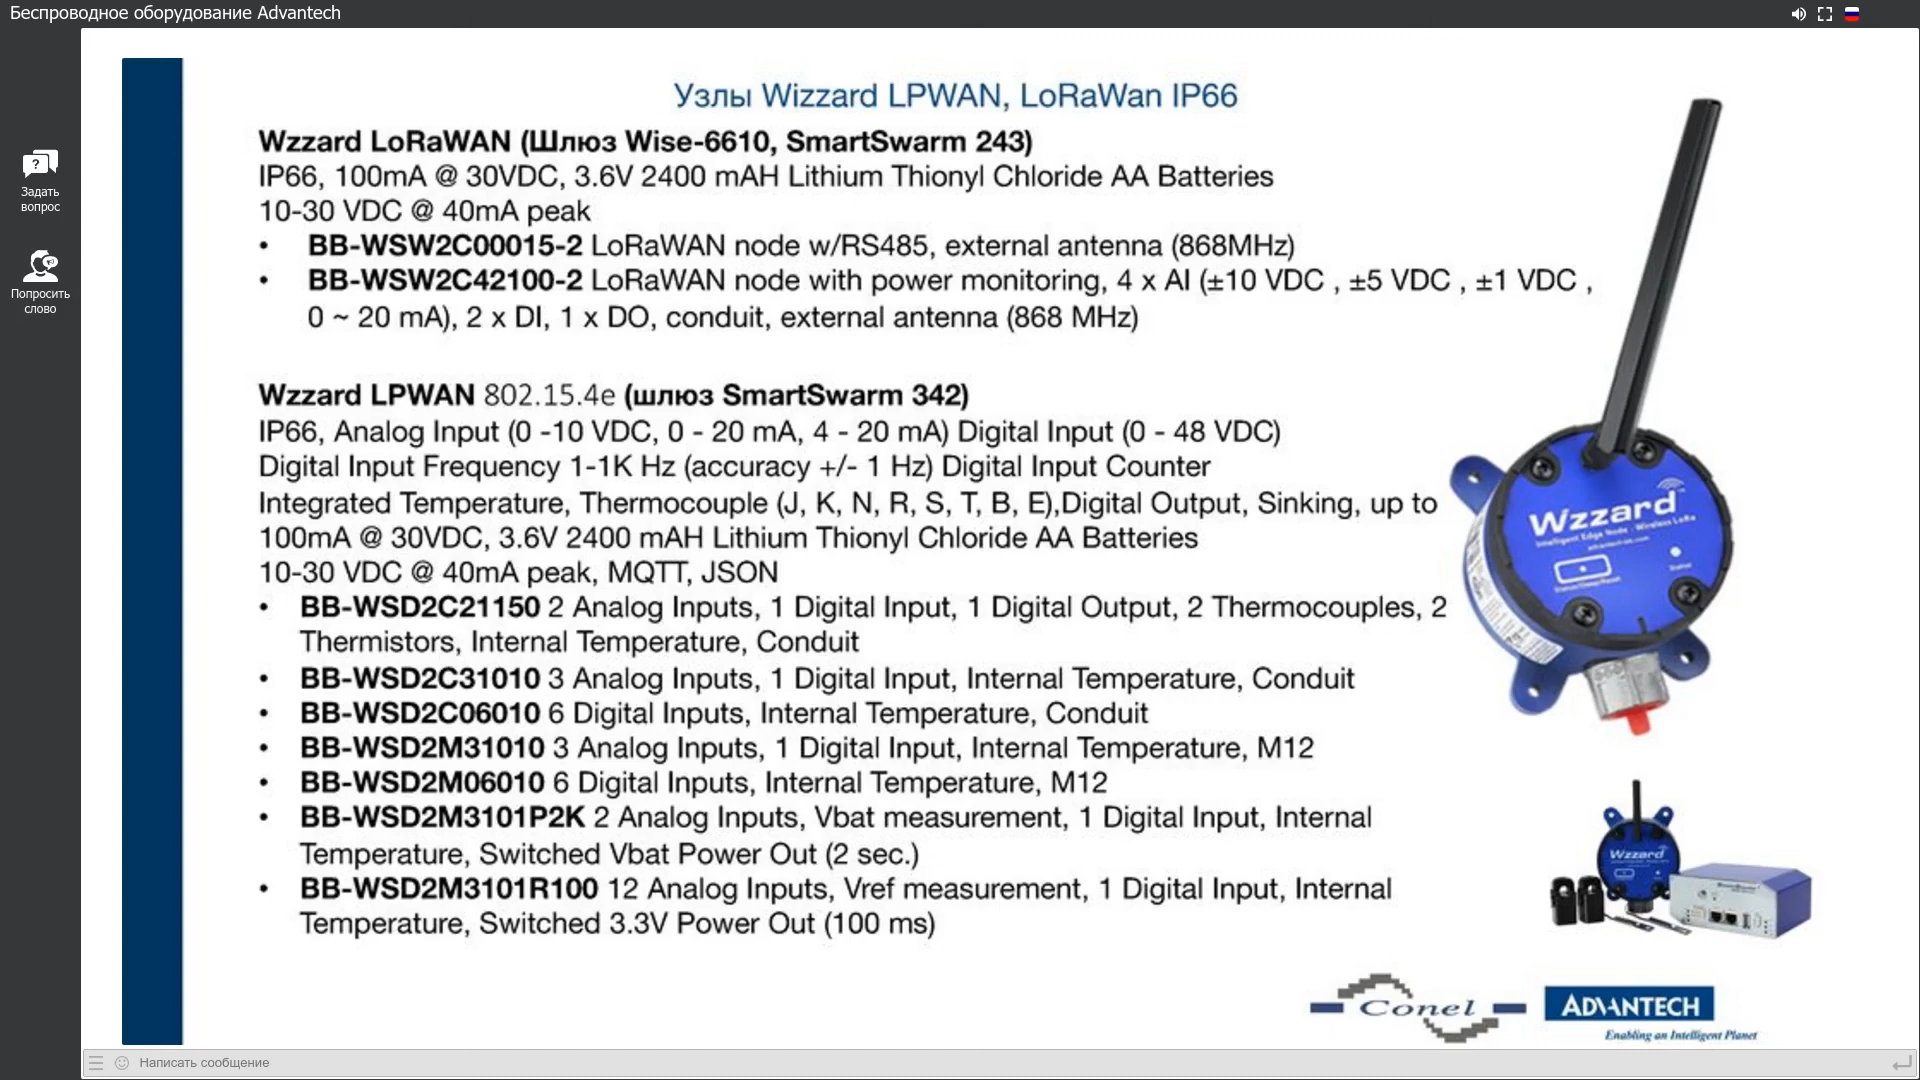 Беспроводное оборудование Advantech
Задать
вопрос
Попросить
слово
Узлы Wizzard LPWAN, LoRaWan IP66
Wzzard LoRaWAN (Шлюз Wise-6610, SmartSwarm 243)
IP66, 100mA @ 30VDC, 3.6V 2400 mAH Lithium Thionyl Chloride AA Batteries
10-30 VDC @ 40mA peak
• BB-WSW2C00015-2 LoRaWAN node w/RS485, external antenna (868MHz)
• BB-WSW2C42100-2 LoRaWAN node with power monitoring, 4 x AI (±10 VDC , ±5 VDC , ±1 VDC ,
0 ~ 20 mA), 2 x DI, 1 x DO, conduit, external antenna (868 MHz)
Wzzard LPWAN 802.15.4e (шлюз SmartSwarm 342)
IP66, Analog Input (0 -10 VDC, 0 - 20 mA, 4 - 20 mA) Digital Input (0 - 48 VDC)
Digital Input Frequency 1-1K Hz (accuracy +/- 1 Hz) Digital Input Counter
Integrated Temperature, Thermocouple (J, K, N, R, S, T, B, E),Digital Output, Sinking, up to
100mA @ 30VDC, 3.6V 2400 mAH Lithium Thionyl Chloride AA Batteries
10-30 VDC @ 40mA peak, MQTT, JSON
• BB-WSD2C21150 2 Analog Inputs, 1 Digital Input, 1 Digital Output, 2 Thermocouples, 2
Thermistors, Internal Temperature, Conduit
• BB-WSD2C31010 3 Analog Inputs, 1 Digital Input, Internal Temperature, Conduit
• BB-WSD2C06010 6 Digital Inputs, Internal Temperature, Conduit
• BB-WSD2M31010 3 Analog Inputs, 1 Digital Input, Internal Temperature, M12
• BB-WSD2M06010 6 Digital Inputs, Internal Temperature, M12
• BB-WSD2M3101P2K 2 Analog Inputs, Vbat measurement, 1 Digital Input, Internal
Temperature, Switched Vbat Power Out (2 sec.)
• BB-WSD2M3101R100 12 Analog Inputs, Vref measurement, 1 Digital Input, Internal
Temperature, Switched 3.3V Power Out (100 ms)
Wzzard
Intelligent Edge Node - Wireless LoRa
Status
Wzzard
Conel
ADVANTECH
Enabling an Intelligent Planet
Написать сообщение